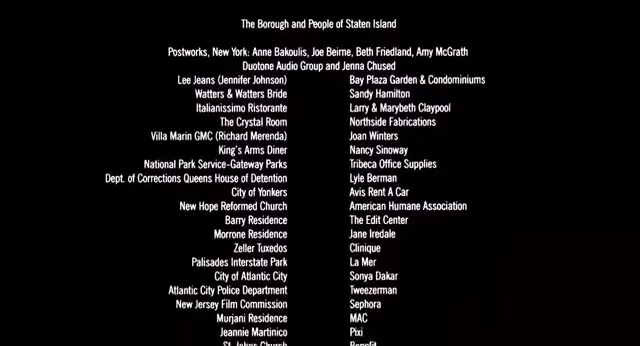 The Borough and People of Staten Island
Postworks, New York: Anne Bakoulis, Joe Beirne, Beth Friedland, Amy McGrath
Duotone Audio Group and Jenna Chused
Lee Jeans (Jennifer Johnson) Bay Plaza Garden & Condominiums
Watters & Watters Bride Sandy Hamilton
Italianissimo Ristorante Larry & Marybeth Claypool
The Crystal Room Northside Fabrications
Villa Marin GMC (Richard Merenda) Joan Winters
King's Arms Diner Nancy Sinoway
National Park Service-Gateway Parks Tribeca Office Supplies
Dept. of Corrections Queens House of Detention Lyle Berman
City of Yonkers Avis Rent A Car
New Hope Reformed Church American Humane Association
Barry Residence The Edit Center
Morrone Residence Jane Iredale
Zeller Tuxedos Clinique
Palisades Interstate Park La Mer
City of Atlantic City Sonya Dakar
Atlantic City Police Department Tweezerman
New Jersey Film Commission Sephora
Murjani Residence MAC
Jeannie Martinico Pixi
St. Johns Church Benefit